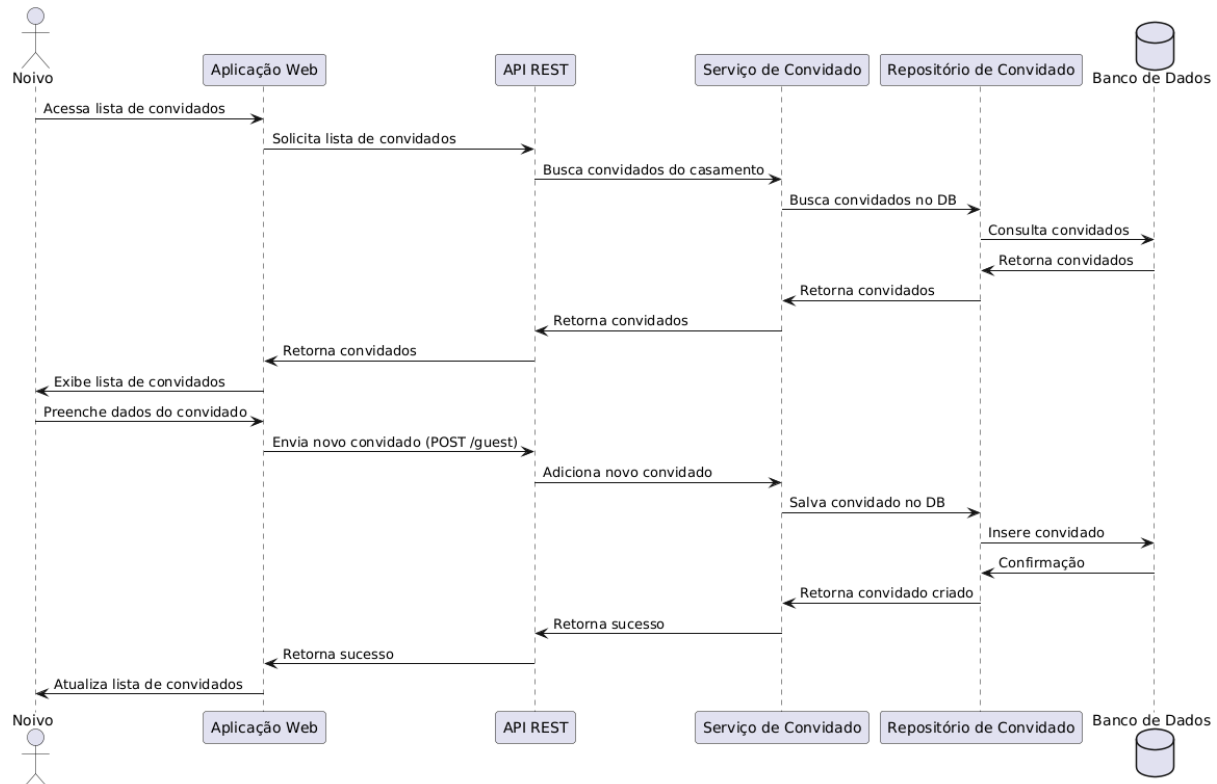 Noivo
Aplicação Web
API REST
Serviço de Convidado
Repositório de Convidado
Banco de Dados
Acessa lista de convidados
Solicita lista de convidados
Busca convidados do casamento
Busca convidados no DB
Consulta convidados
Retorna convidados
Retorna convidados
Retorna convidados
Retorna convidados
Exibe lista de convidados
Preenche dados do convidado
Envia novo convidado (POST /guest)
Adiciona novo convidado
Salva convidado no DB
Insere convidado
Confirmação
Retorna convidado criado
Retorna sucesso
Retorna sucesso
Atualiza lista de convidados
Noivo
Aplicação Web
API REST
Serviço de Convidado
Repositório de Convidado
Banco de Dados